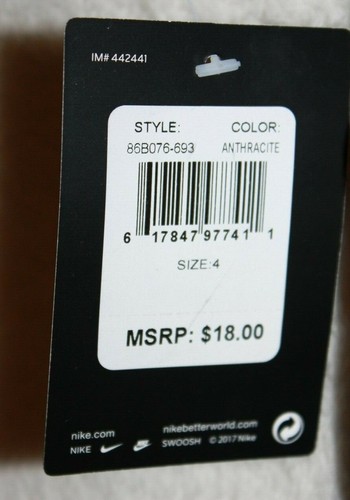 IM# 442441
STYLE: COLOR:
86B076-693 ANTHRACITE
6 17847 97741 1
SIZE:4
MSRP: $18.00
nike.com nikebetterworld.com
NIKE SWOOSH © 2017 Nike